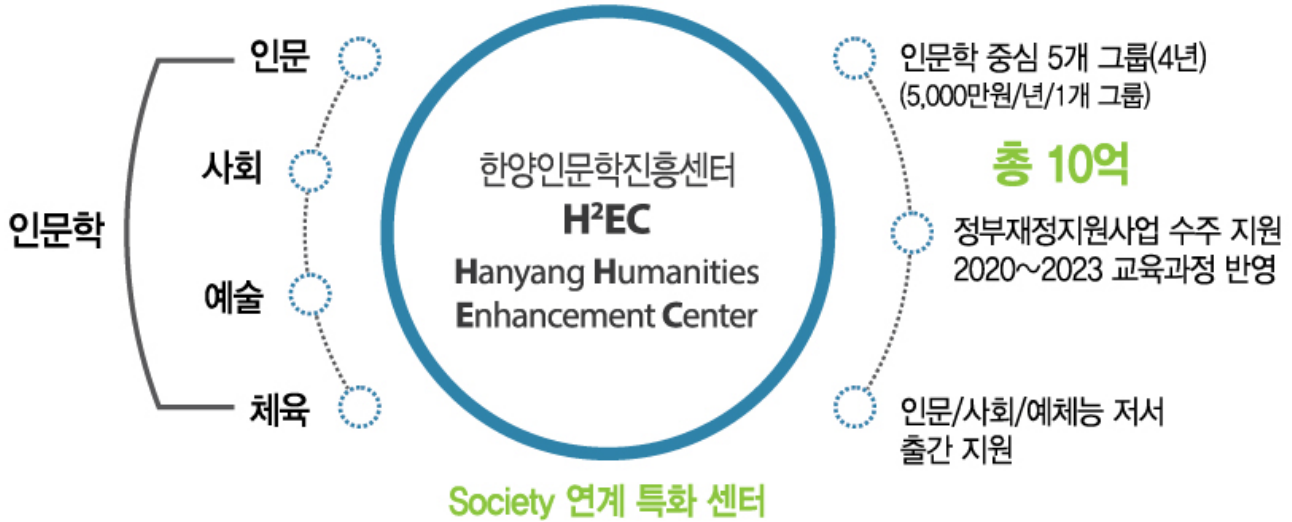 인문학
인문
사회
예술
체육
한양인문학진흥센터
H²EC
Hanyang Humanities
Enhancement Center
Society 연계 특화 센터
인문학 중심 5개 그룹(4년)
(5,000만원/년/1개 그룹)
총 10억
정부재정지원사업 수주 지원
2020~2023 교육과정 반영
인문/사회/예체능 저서
출간 지원